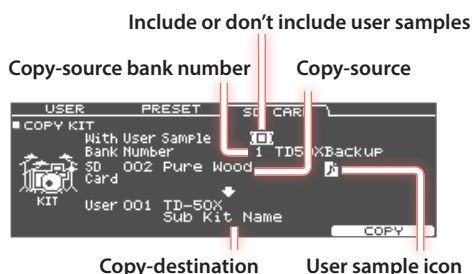 Include or don't include user samples
Copy-source bank number
Copy-source
USER PRESET SD CARD
COPY KIT
With User Sample
Bank Number 1 TD50XBackup
SD Card 002 Pure Wood
KIT
User 001 TD-50X
Sub Kit Name
COPY
Copy-destination
User sample icon